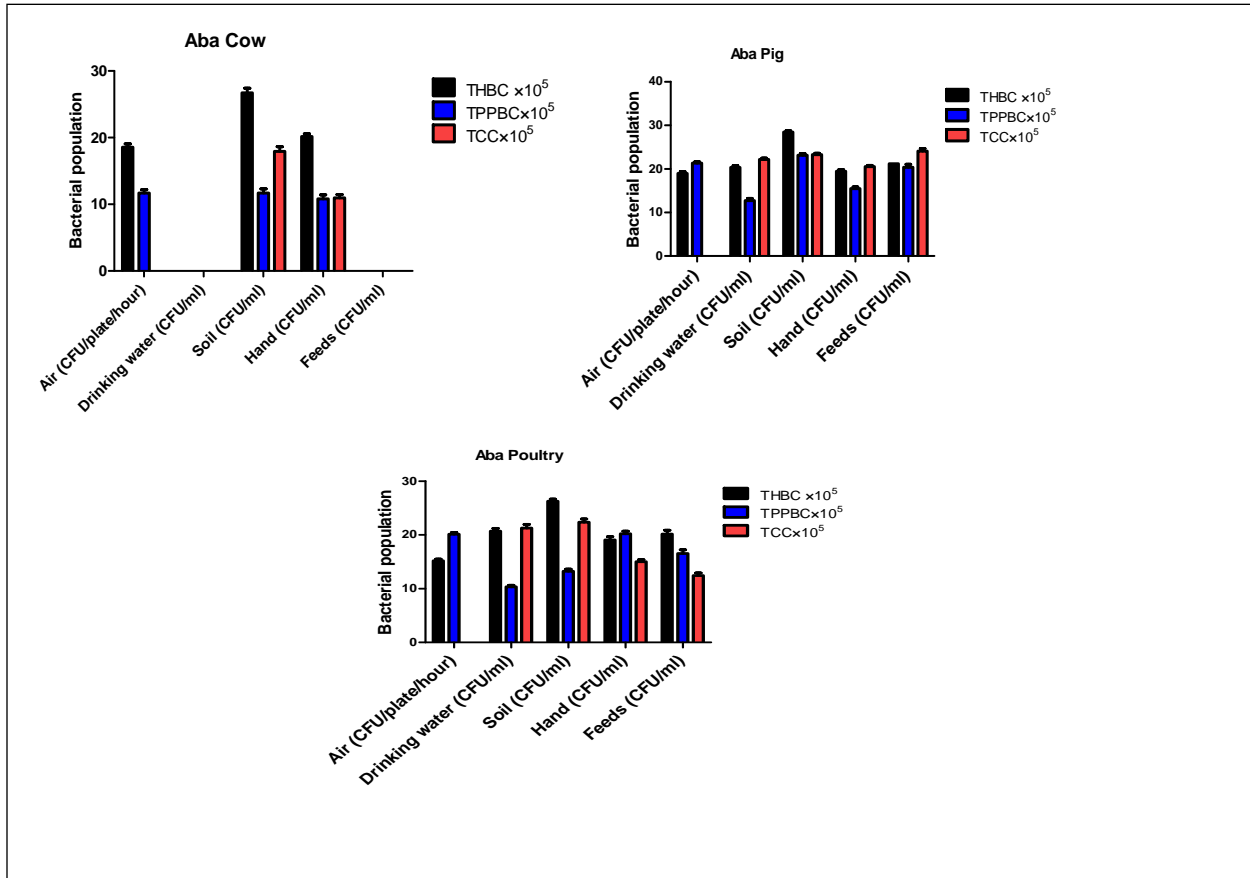 Aba Cow
30
20
10
0
Bacterial population
THBC ×10⁵
TPPBC×10⁵
TCC×10⁵
Air (CFU/plate/hour)
Drinking water (CFU/ml)
Soil (CFU/ml)
Hand (CFU/ml)
Feeds (CFU/ml)
Aba Pig
40
30
20
10
0
Bacterial population
THBC ×10⁵
TPPBC×10⁵
TCC×10⁵
Air (CFU/plate/hour)
Drinking water (CFU/ml)
Soil (CFU/ml)
Hand (CFU/ml)
Feeds (CFU/ml)
Aba Poultry
30
20
10
0
Bacterial population
THBC ×10⁵
TPPBC×10⁵
TCC×10⁵
Air (CFU/plate/hour)
Drinking water (CFU/ml)
Soil (CFU/ml)
Hand (CFU/ml)
Feeds (CFU/ml)